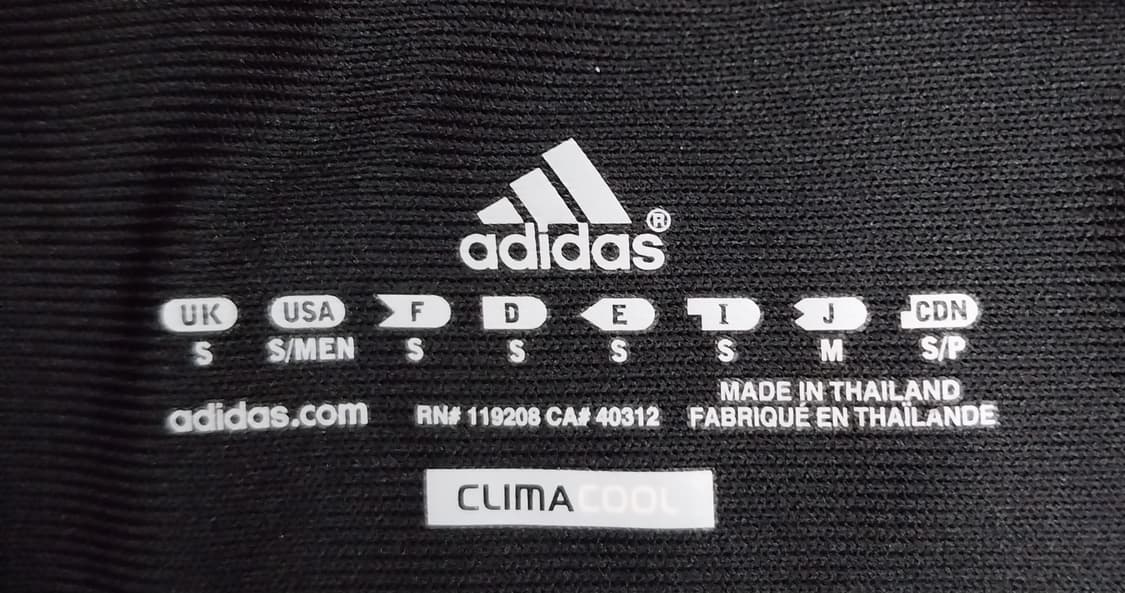 adidas®
UK USA F D E I J CDN
S S/MEN S S S S M S/P
MADE IN THAILAND
adidas.com RN# 119208 CA# 40312 FABRIQUÉ EN THAÏLANDE
CLIMACOOL